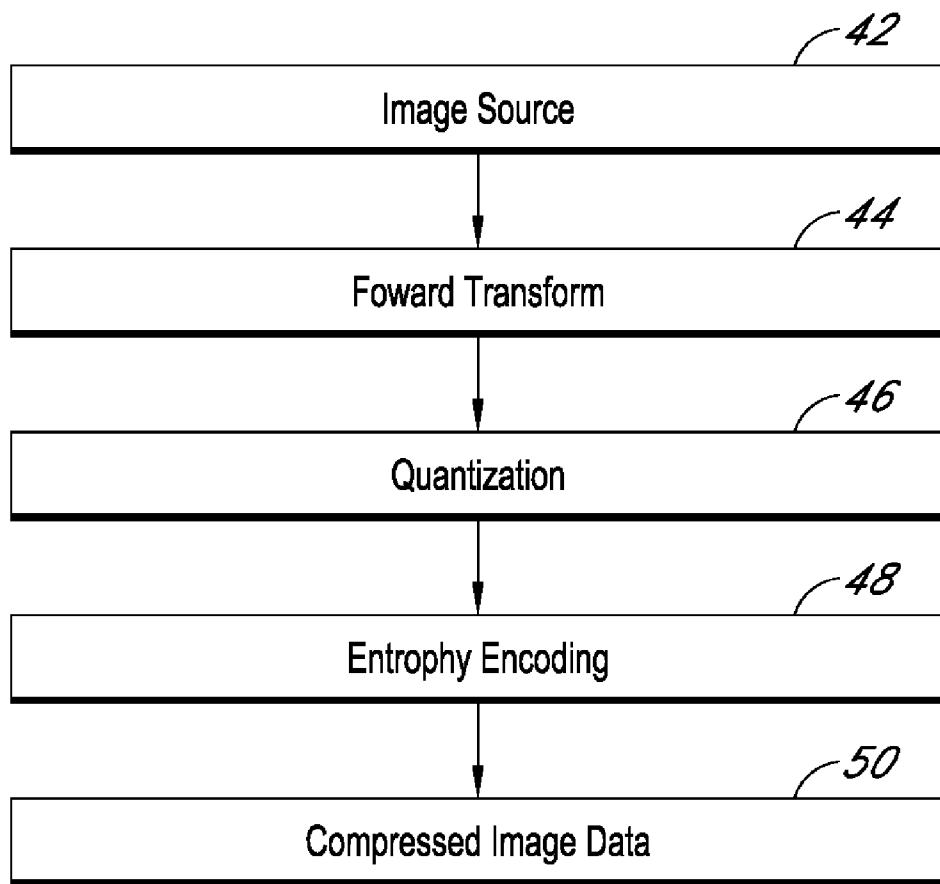 42
Image Source
44
Foward Transform
46
Quantization
48
Entrophy Encoding
50
Compressed Image Data